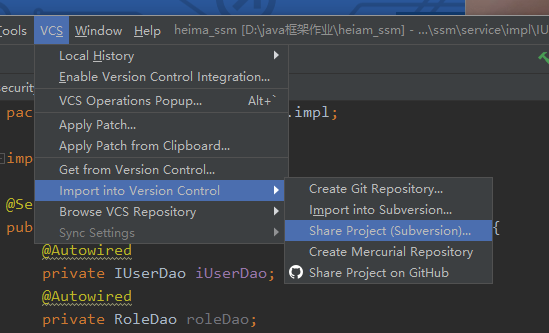 Tools VCS Window Help heima_ssm [D:\java框架作业\heiam_ssm] - ...\ssm\service\impl\IU
Local History
Enable Version Control Integration...
VCS Operations Popup... Alt+`
Apply Patch...
Apply Patch from Clipboard...
Get from Version Control...
Import into Version Control
Browse VCS Repository
Sync Settings
Create Git Repository...
Import into Subversion...
Share Project (Subversion)...
Create Mercurial Repository
Share Project on GitHub
security
pac .impl;
imp
@Se
pu {
@Autowired
private IUserDao iUserDao;
@Autowired
private RoleDao roleDao;